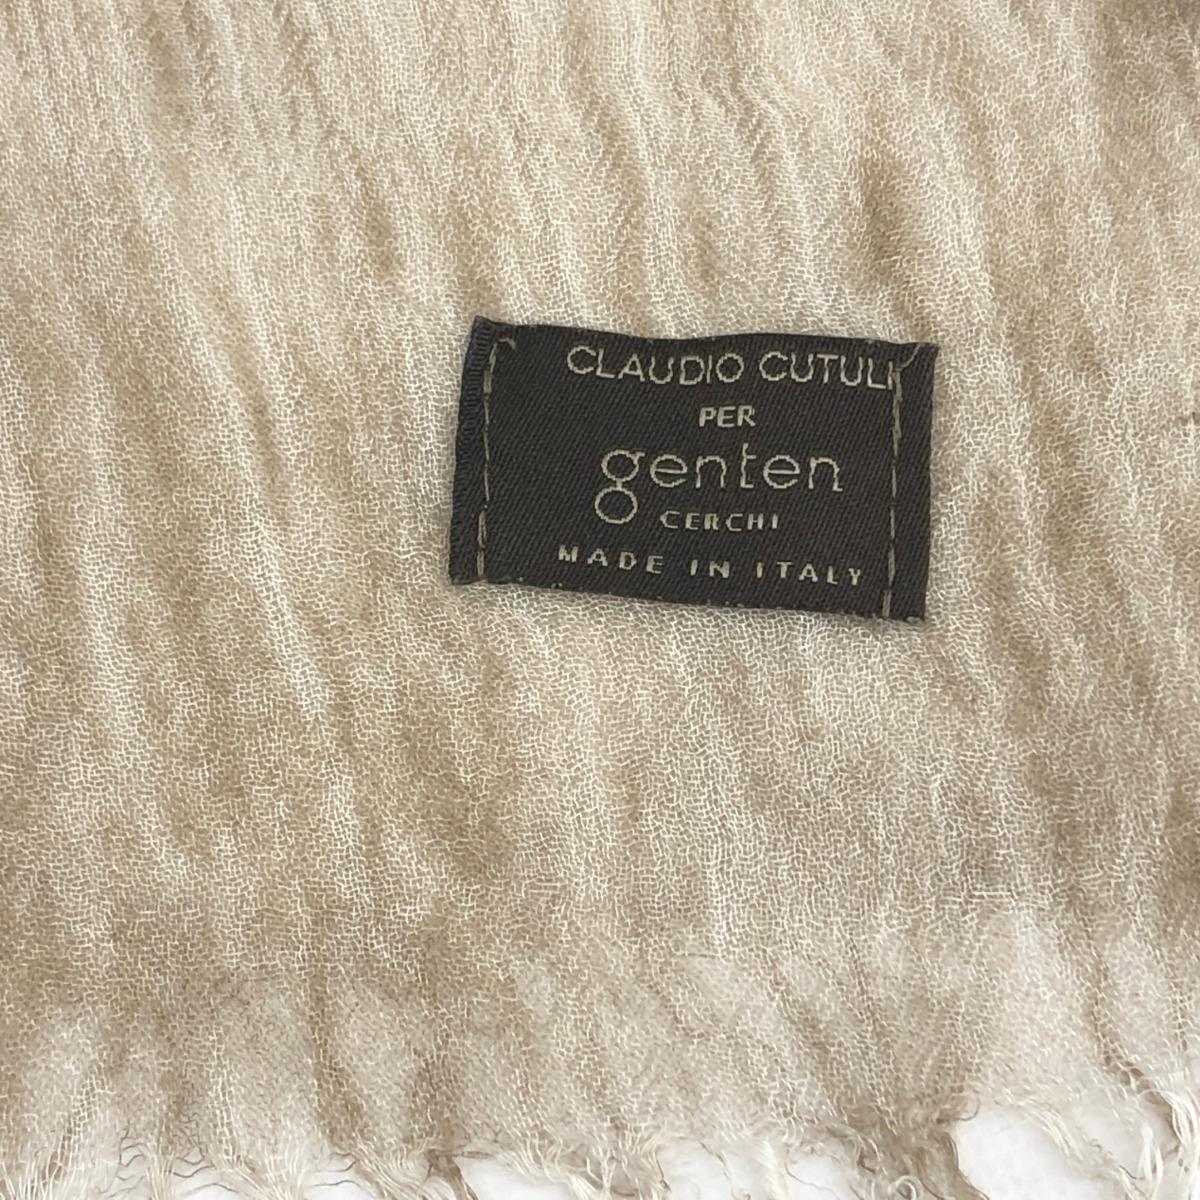 CLAUDIO CUTULI
PER
genten
CERCHI
MADE IN ITALY